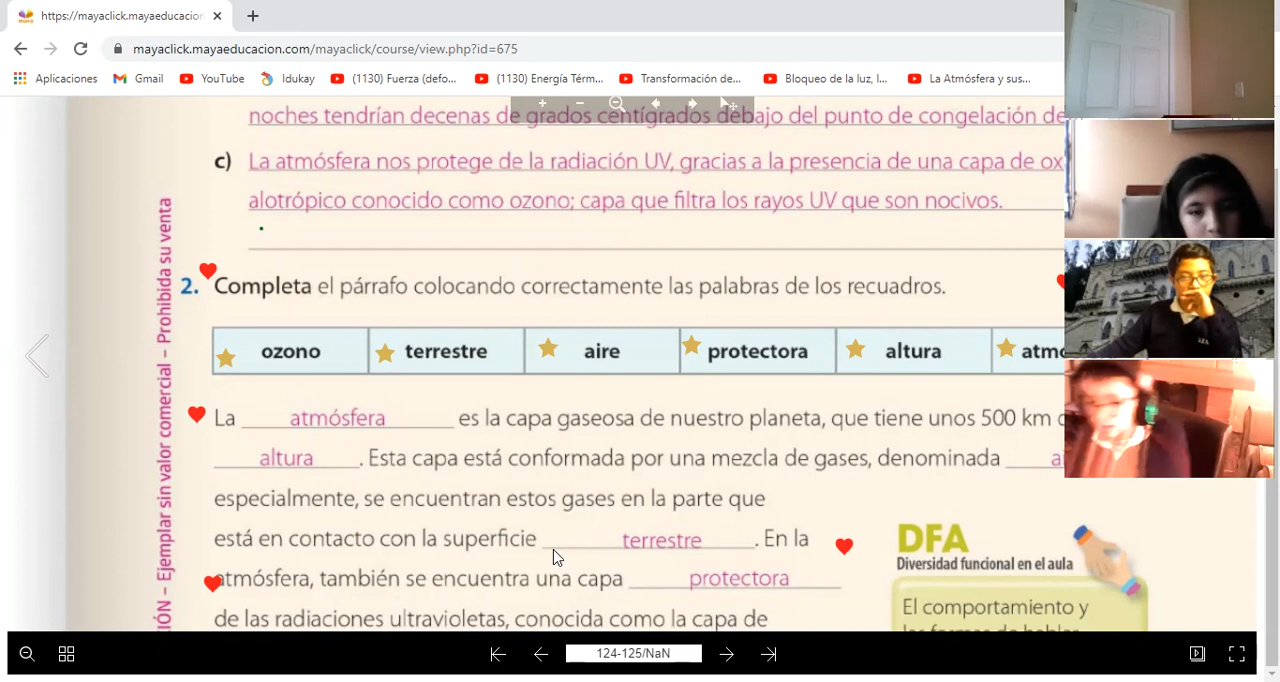 https://mayaclick.mayaeducacion
mayaclick.mayaeducacion.com/mayaclick/course/view.php?id=675
Aplicaciones Gmail YouTube Idukay (1130) Fuerza (defo... (1130) Energía Térm... Transformación de... Bloqueo de la luz, l... La Atmósfera y sus...
noches tendrían decenas de grados centígrados debajo del punto de congelación de
c) La atmósfera nos protege de la radiación UV, gracias a la presencia de una capa de ox
alotrópico conocido como ozono; capa que filtra los rayos UV que son nocivos.
2. Completa el párrafo colocando correctamente las palabras de los recuadros.
ozono terrestre aire protectora altura atmo
La atmósfera es la capa gaseosa de nuestro planeta, que tiene unos 500 km
altura. Esta capa está conformada por una mezcla de gases, denominada
especialmente, se encuentran estos gases en la parte que
está en contacto con la superficie terrestre. En la
atmósfera, también se encuentra una capa protectora
de las radiaciones ultravioletas, conocida como la capa de
DFA
Diversidad funcional en el aula
El comportamiento y
las formas de hablar
CIÓN – Ejemplar sin valor comercial – Prohibida su venta
124-125/NaN